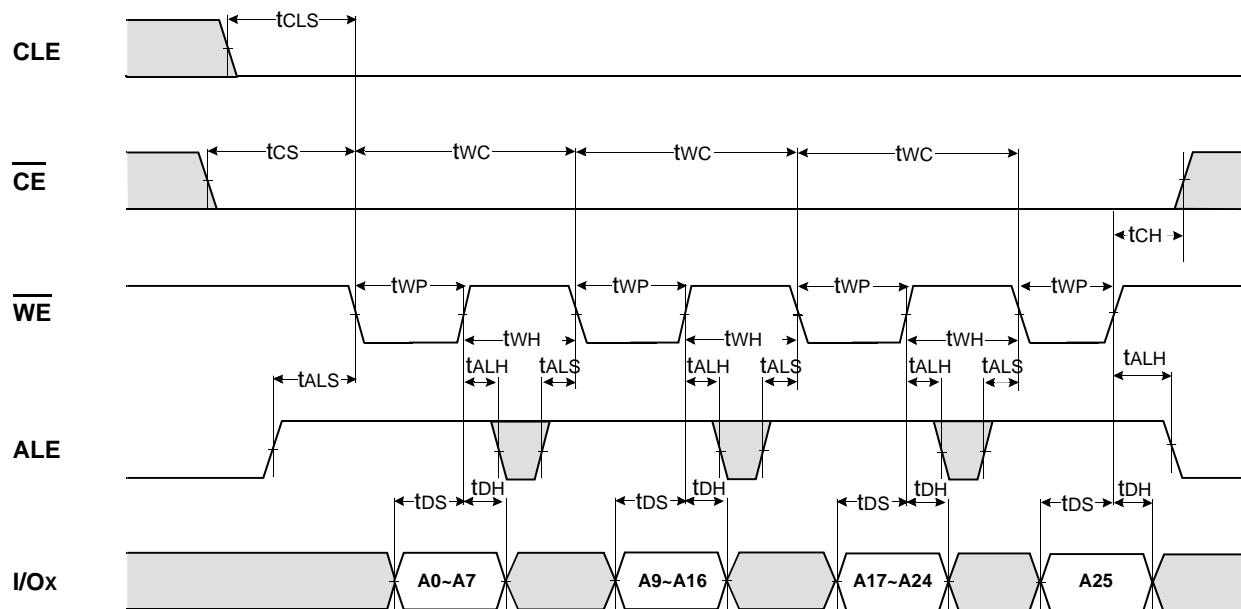 CLE
tCLS
CE
tCS tWC tWC tWC
tCH
WE
tWP tWP tWP tWP
tWH tWH tWH
tALS tALH tALS tALH tALS tALH tALS tALH
ALE
tDS tDH tDS tDH tDS tDH tDS tDH
I/Ox A0~A7 A9~A16 A17~A24 A25